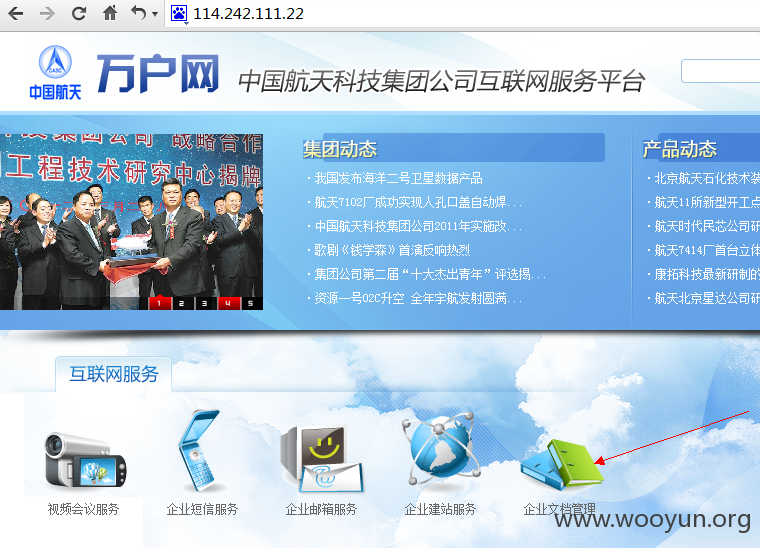 114.242.111.22
CASC
中国航天
万户网
中国航天科技集团公司互联网服务平台
技集团公司 战略合作
工程技术研究中心揭牌
1 2 3 4 5
集团动态
·我国发布海洋二号卫星数据产品
·航天7102厂成功实现人孔口盖自动焊...
·中国航天科技集团公司2011年实施改...
·歌剧《钱学森》首演反响热烈
·集团公司第二届“十大杰出青年”评选揭...
·资源一号02C升空 全年宇航发射圆满...
产品动态
·北京航天石化技术装
·航天11所新型开工点
·航天时代民芯公司研
·航天7414厂首台立体
·康拓科技最新研制的
·航天北京星达公司研
互联网服务
视频会议服务
企业短信服务
企业邮箱服务
企业建站服务
企业文档管理
www.wooyun.org